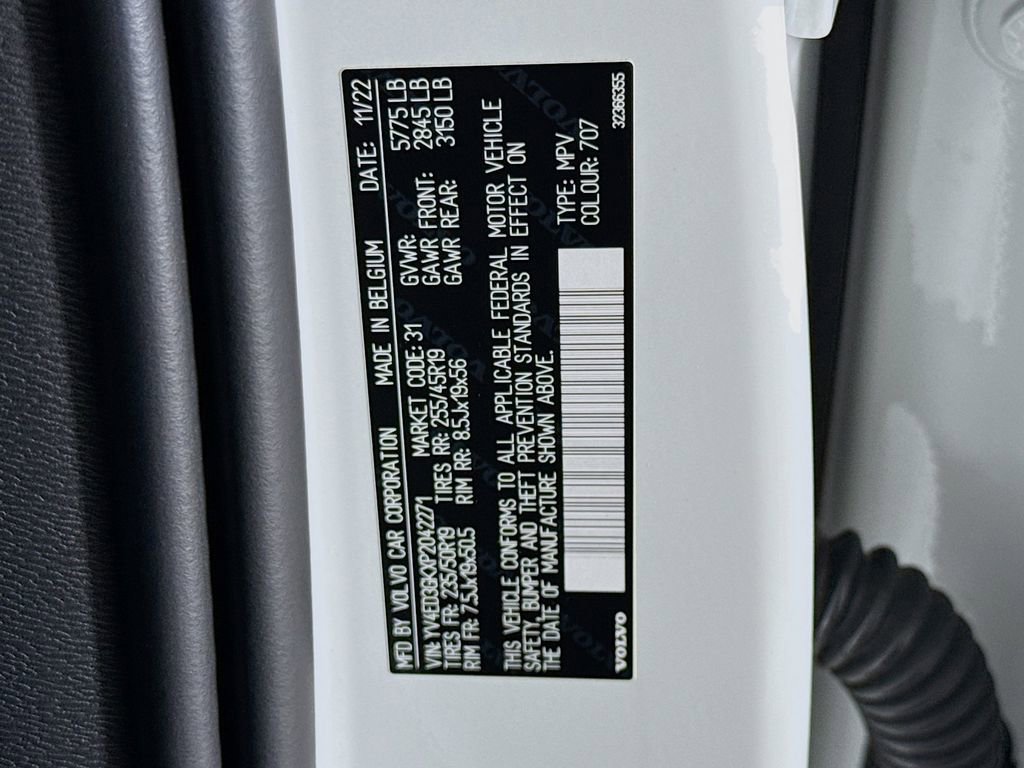 MFD BY VOLVO CAR CORPORATION MADE IN BELGIUM DATE: 11/22
VIN: YV4ED3GKXP2042271 MARKET CODE: 31 GVWR: 5775 LB
TIRES FR: 235/50R19 TIRES RR: 255/45R19 GAWR FRONT: 2845 LB
RIM FR: 7.5Jx19x50.5 RIM RR: 8.5Jx19x56 GAWR REAR: 3150 LB
THIS VEHICLE CONFORMS TO ALL APPLICABLE FEDERAL MOTOR VEHICLE
SAFETY, BUMPER AND THEFT PREVENTION STANDARDS IN EFFECT ON
THE DATE OF MANUFACTURE SHOWN ABOVE.
TYPE: MPV
COLOUR: 707
VOLVO 32366355